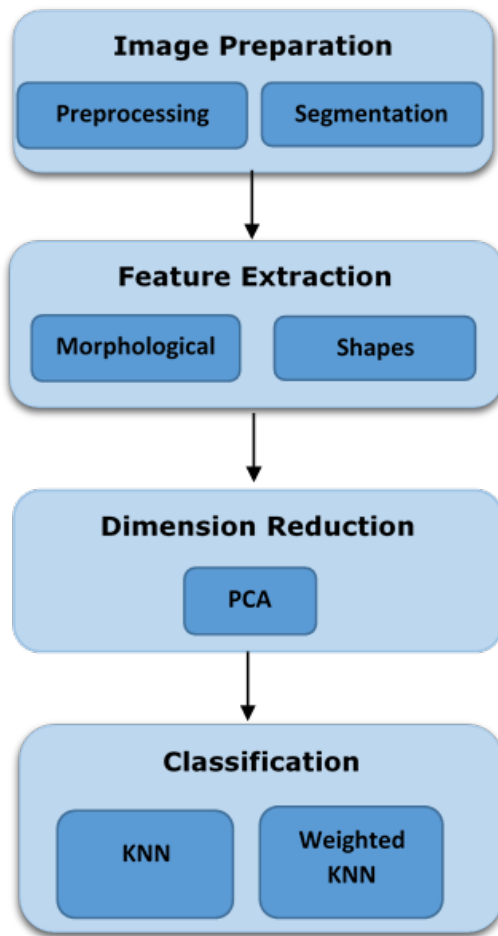 Image Preparation
Preprocessing
Segmentation
Feature Extraction
Morphological
Shapes
Dimension Reduction
PCA
Classification
KNN
Weighted
KNN